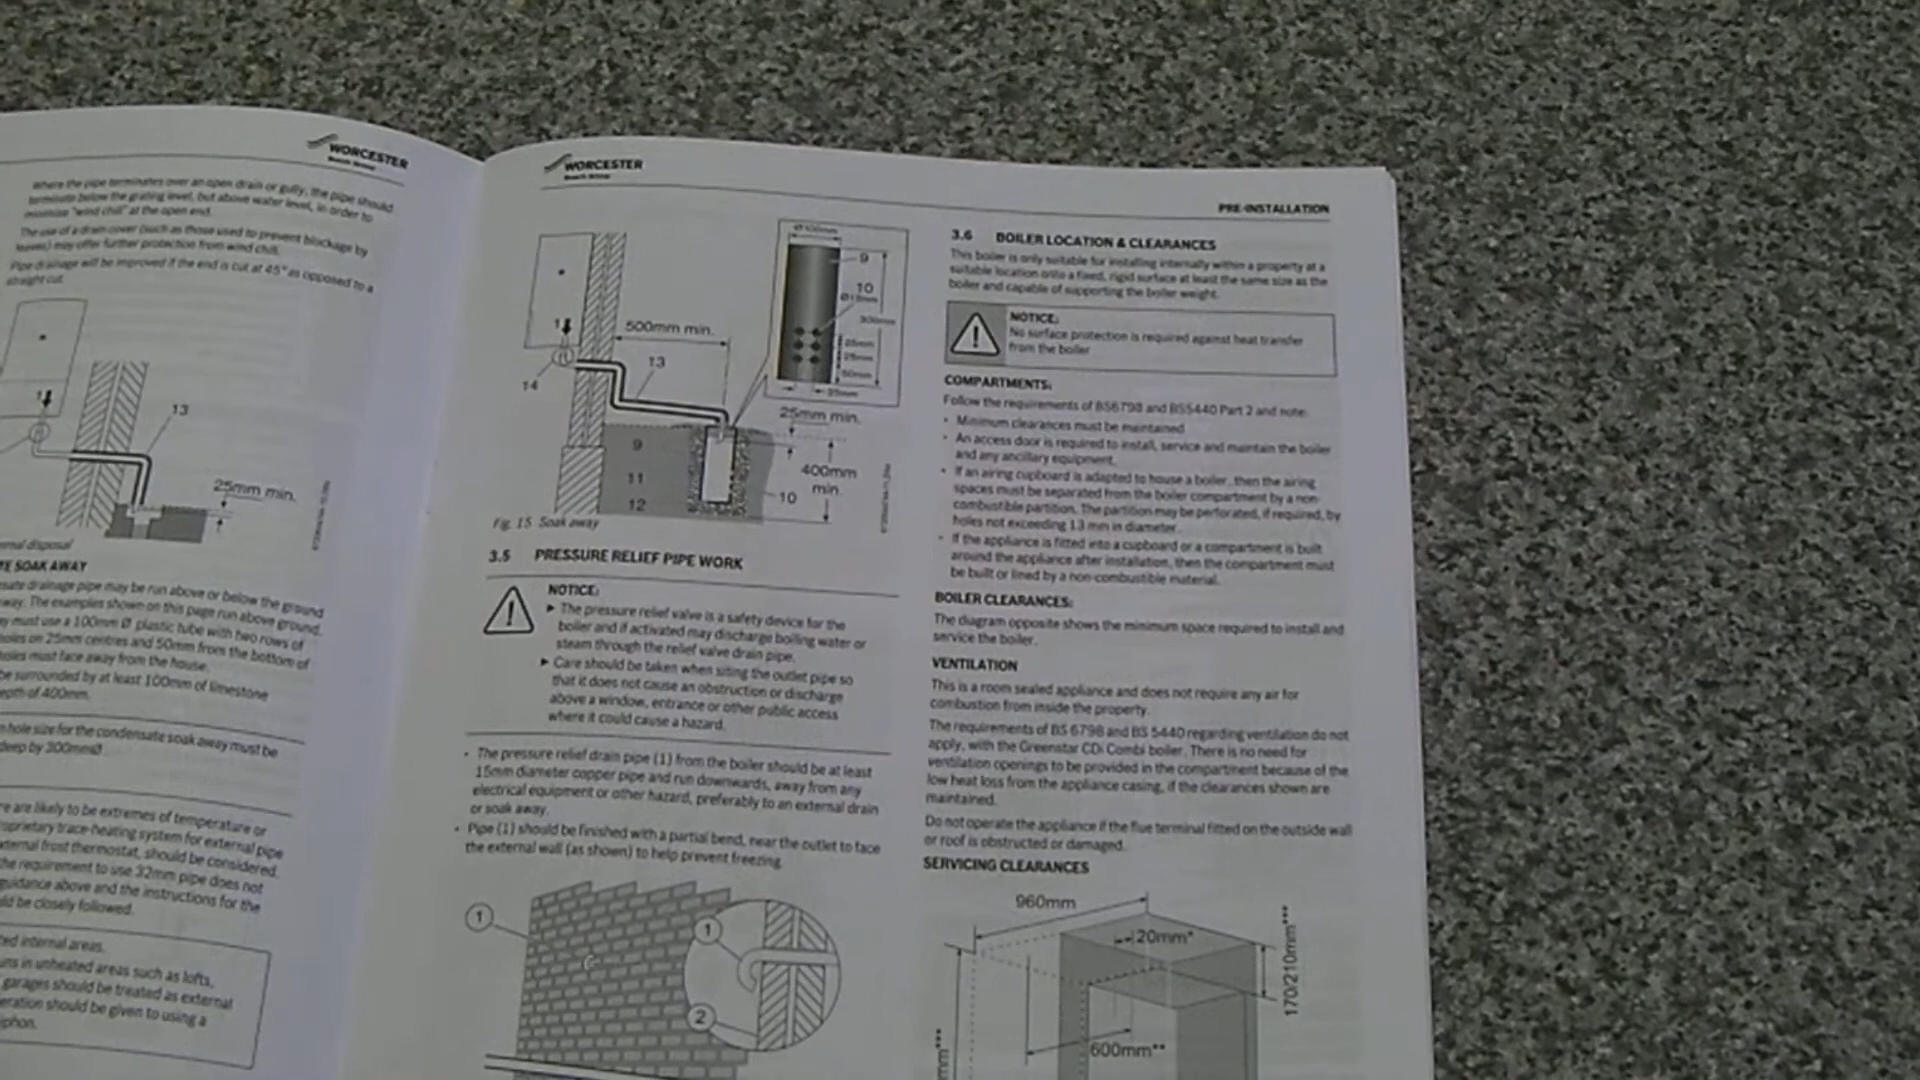 WORCESTER
Bosch Group
Where the pipe terminates over an open drain or gully, the pipe should
terminate below the grating level, but above water level, in order to
minimise "wind chill" at the open end.
The use of a drain cover (such as those used to prevent blockage by
leaves) may offer further protection from wind chill.
Pipe drainage will be improved if the end is cut at 45° as opposed to a
straight cut.
13
25mm min.
disposal
SOAK AWAY
drainage pipe may be run above or below the ground
The examples shown on this page run above ground.
must use a 100mm Ø plastic tube with two rows of
holes on 25mm centres and 50mm from the bottom of
holes must face away from the house.
be surrounded by at least 100mm of limestone
depth of 400mm.
hole size for the condensate soak away must be
deep by 300mmØ
are likely to be extremes of temperature or
proprietary trace-heating system for external pipe
external frost thermostat, should be considered.
the requirement to use 32mm pipe does not
guidance above and the instructions for the
be closely followed.
internal areas.
runs in unheated areas such as lofts,
garages should be treated as external
should be given to using a
WORCESTER
Bosch Group
PRE-INSTALLATION
Ø100mm
9
10
500mm min.
300mm
25mm
25mm
50mm
25mm
13
14
25mm min.
9
11
12
400mm
min.
10
Fig. 15 Soak away
3.5 PRESSURE RELIEF PIPE WORK
NOTICE:
► The pressure relief valve is a safety device for the
boiler and if activated may discharge boiling water or
steam through the relief valve drain pipe.
► Care should be taken when siting the outlet pipe so
that it does not cause an obstruction or discharge
above a window, entrance or other public access
where it could cause a hazard.
• The pressure relief drain pipe (1) from the boiler should be at least
15mm diameter copper pipe and run downwards, away from any
electrical equipment or other hazard, preferably to an external drain
or soak away.
• Pipe (1) should be finished with a partial bend, near the outlet to face
the external wall (as shown) to help prevent freezing.
1
1
2
3.6 BOILER LOCATION & CLEARANCES
This boiler is only suitable for installing internally within a property at a
suitable location onto a fixed, rigid surface at least the same size as the
boiler and capable of supporting the boiler weight.
NOTICE:
No surface protection is required against heat transfer
from the boiler
COMPARTMENTS:
Follow the requirements of BS6798 and BS5440 Part 2 and note:
• Minimum clearances must be maintained
• An access door is required to install, service and maintain the boiler
and any ancillary equipment.
• If an airing cupboard is adapted to house a boiler, then the airing
spaces must be separated from the boiler compartment by a non-
combustible partition. The partition may be perforated, if required, by
holes not exceeding 13 mm in diameter.
• If the appliance is fitted into a cupboard or a compartment is built
around the appliance after installation, then the compartment must
be built or lined by a non-combustible material.
BOILER CLEARANCES:
The diagram opposite shows the minimum space required to install and
service the boiler.
VENTILATION
This is a room sealed appliance and does not require any air for
combustion from inside the property.
The requirements of BS 6798 and BS 5440 regarding ventilation do not
apply, with the Greenstar CDi Combi boiler. There is no need for
ventilation openings to be provided in the compartment because of the
low heat loss from the appliance casing, if the clearances shown are
maintained.
Do not operate the appliance if the flue terminal fitted on the outside wall
or roof is obstructed or damaged.
SERVICING CLEARANCES
960mm
20mm*
170/210mm***
600mm**